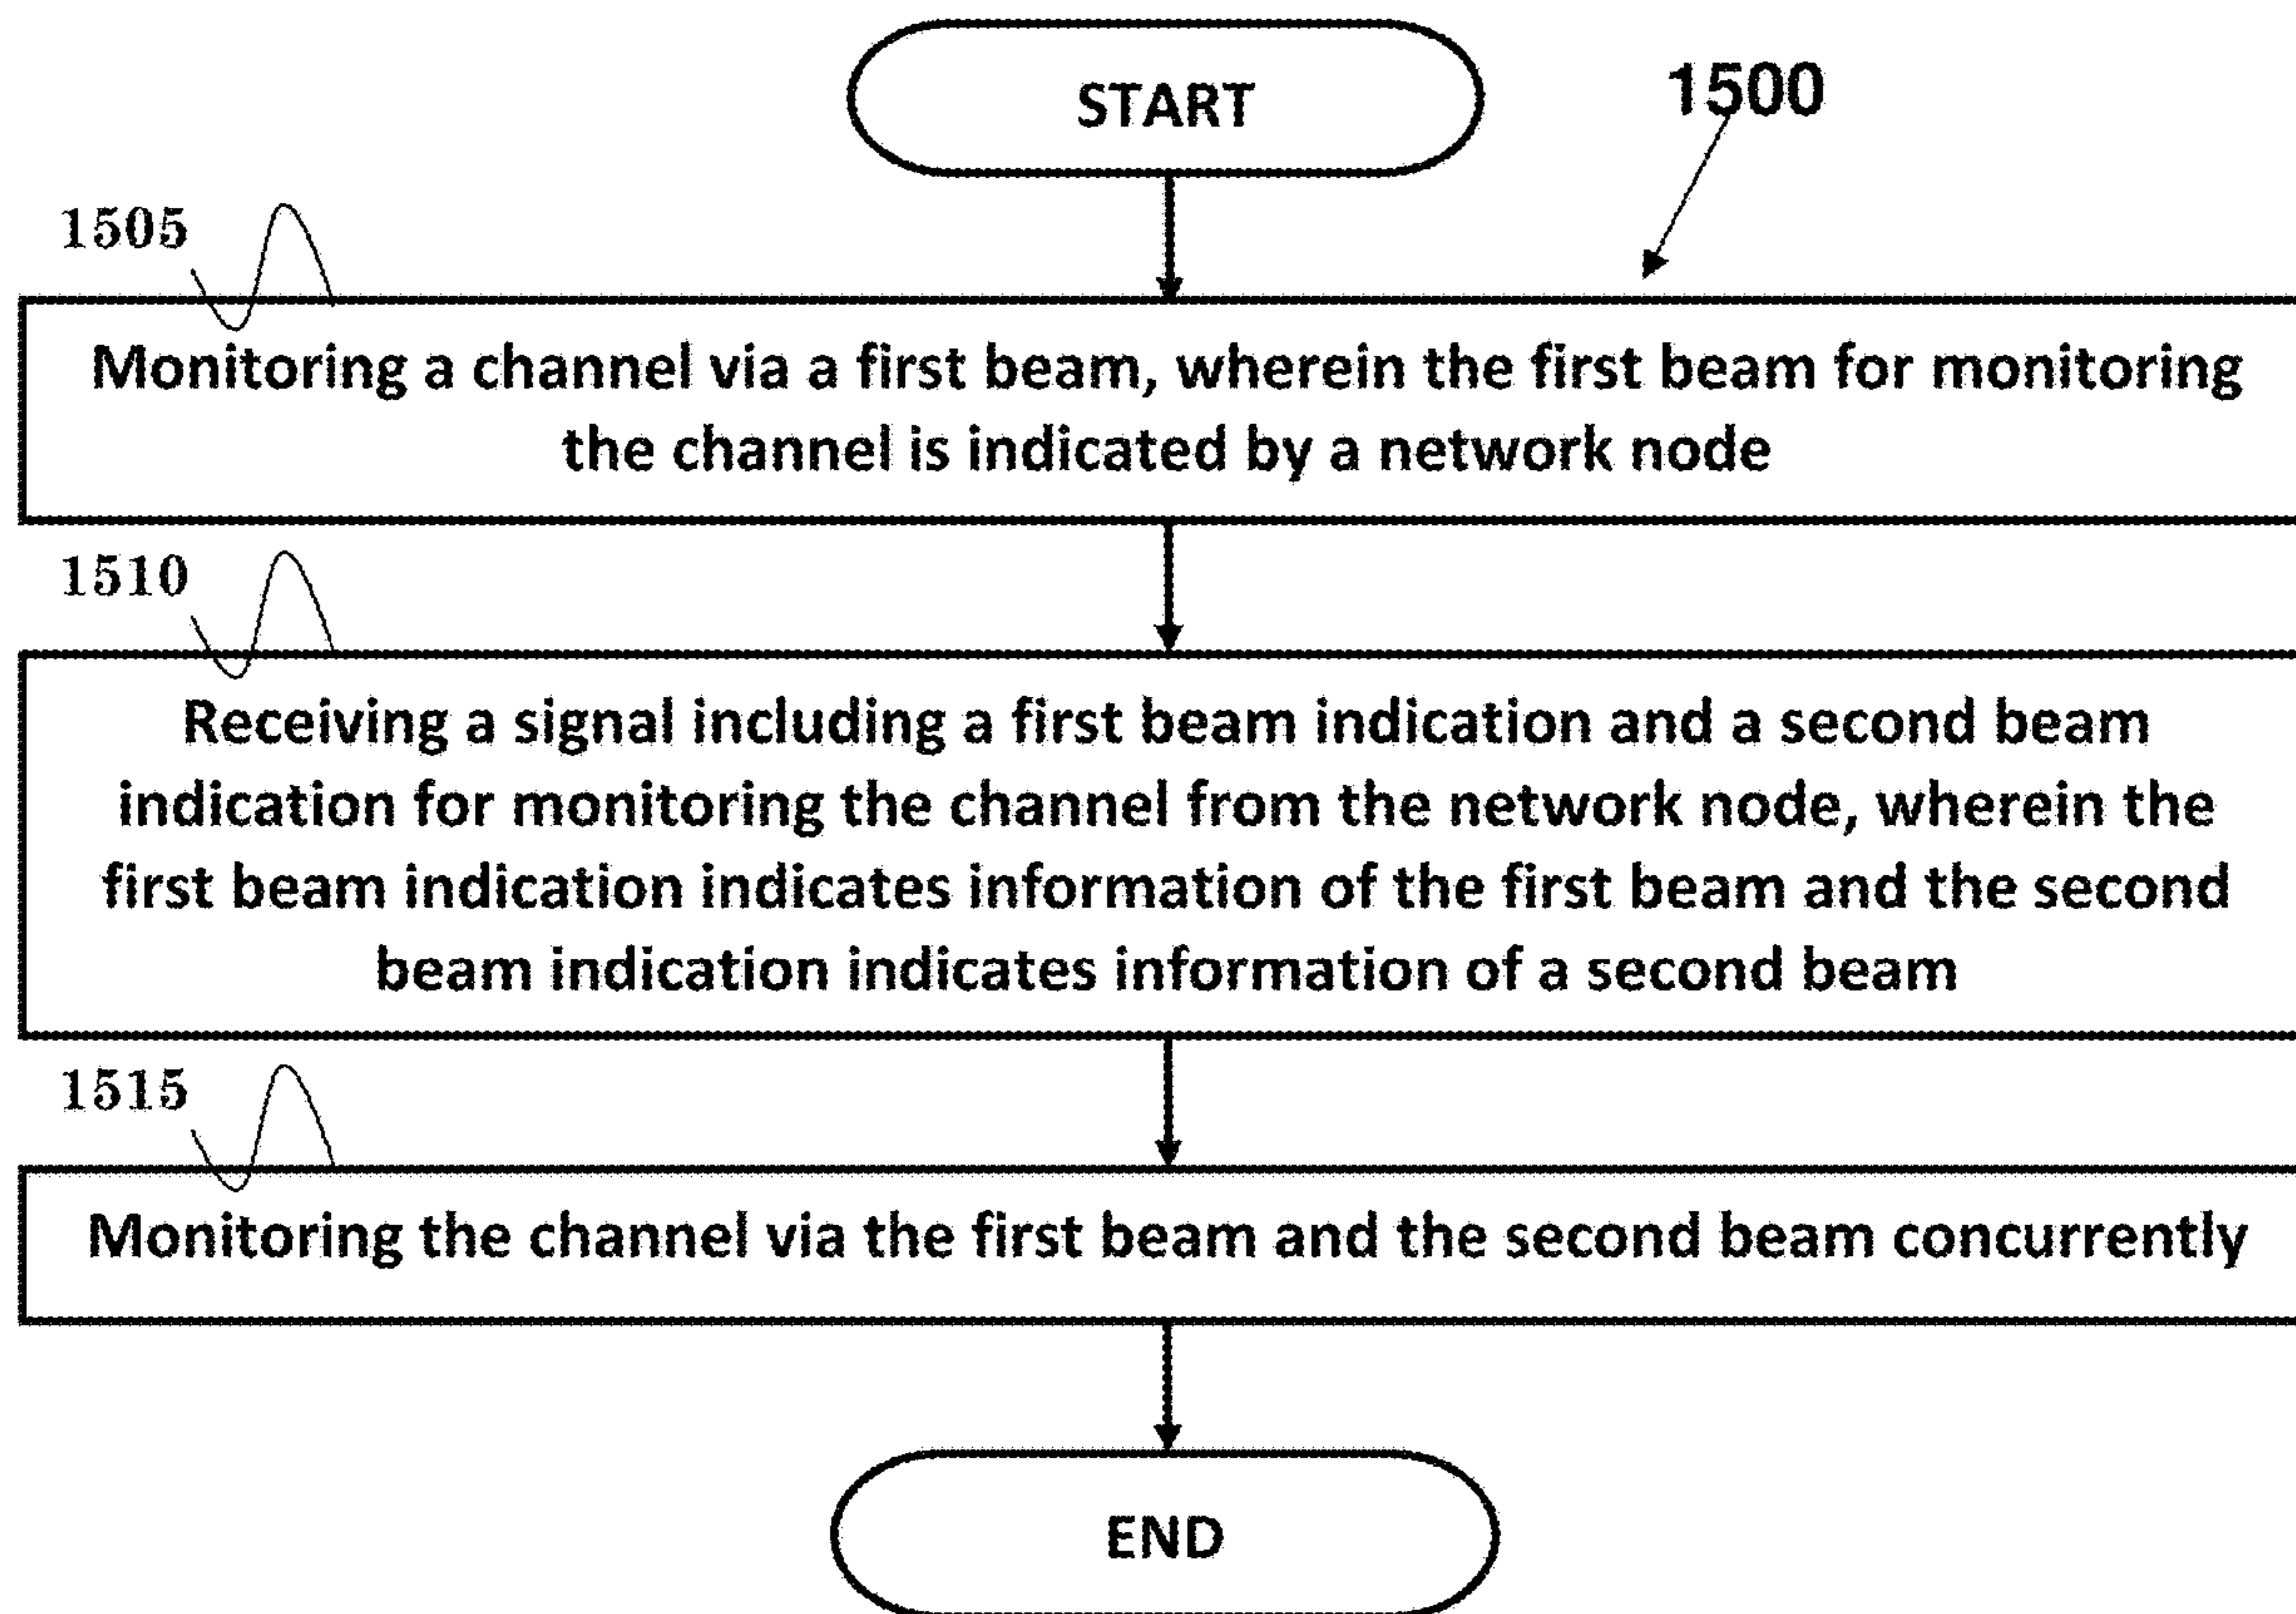 START
1500
1505
Monitoring a channel via a first beam, wherein the first beam for monitoring
the channel is indicated by a network node
1510
Receiving a signal including a first beam indication and a second beam
indication for monitoring the channel from the network node, wherein the
first beam indication indicates information of the first beam and the second
beam indication indicates information of a second beam
1515
Monitoring the channel via the first beam and the second beam concurrently
END